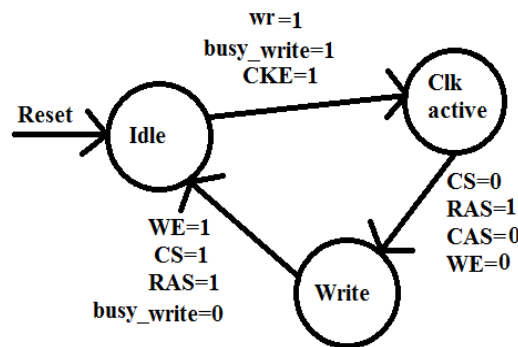 wr=1
busy_write=1
CKE=1
Clk
active
Reset
Idle
CS=0
RAS=1
CAS=0
WE=0
WE=1
CS=1
RAS=1
busy_write=0
Write